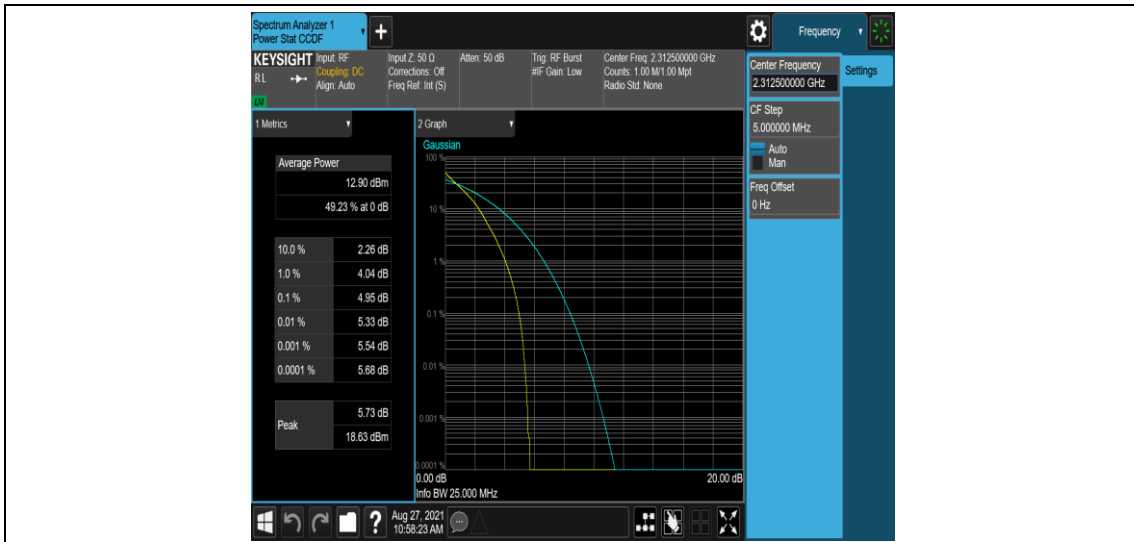 Spectrum Analyzer 1
Power Stat CCDF
+
Frequency
KEYSIGHT
RL
LXI
Input: RF
Coupling: DC
Align: Auto
Input Z: 50 Ω
Corrections: Off
Freq Ref: Int (S)
Atten: 50 dB
Trig: RF Burst
#IF Gain: Low
Center Freq: 2.312500000 GHz
Counts: 1.00 M/1.00 Mpt
Radio Std: None
Center Frequency
2.312500000 GHz
Settings
CF Step
5.000000 MHz
Auto
Man
Freq Offset
0 Hz
1 Metrics
Average Power
12.90 dBm
49.23 % at 0 dB
10.0 % 2.26 dB
1.0 % 4.04 dB
0.1 % 4.95 dB
0.01 % 5.33 dB
0.001 % 5.54 dB
0.0001 % 5.68 dB
Peak
5.73 dB
18.63 dBm
2 Graph
Gaussian
100 %
10 %
1 %
0.1 %
0.01 %
0.001 %
0.0001 %
0.00 dB 20.00 dB
Info BW 25.000 MHz
?
Aug 27, 2021
10:58:23 AM